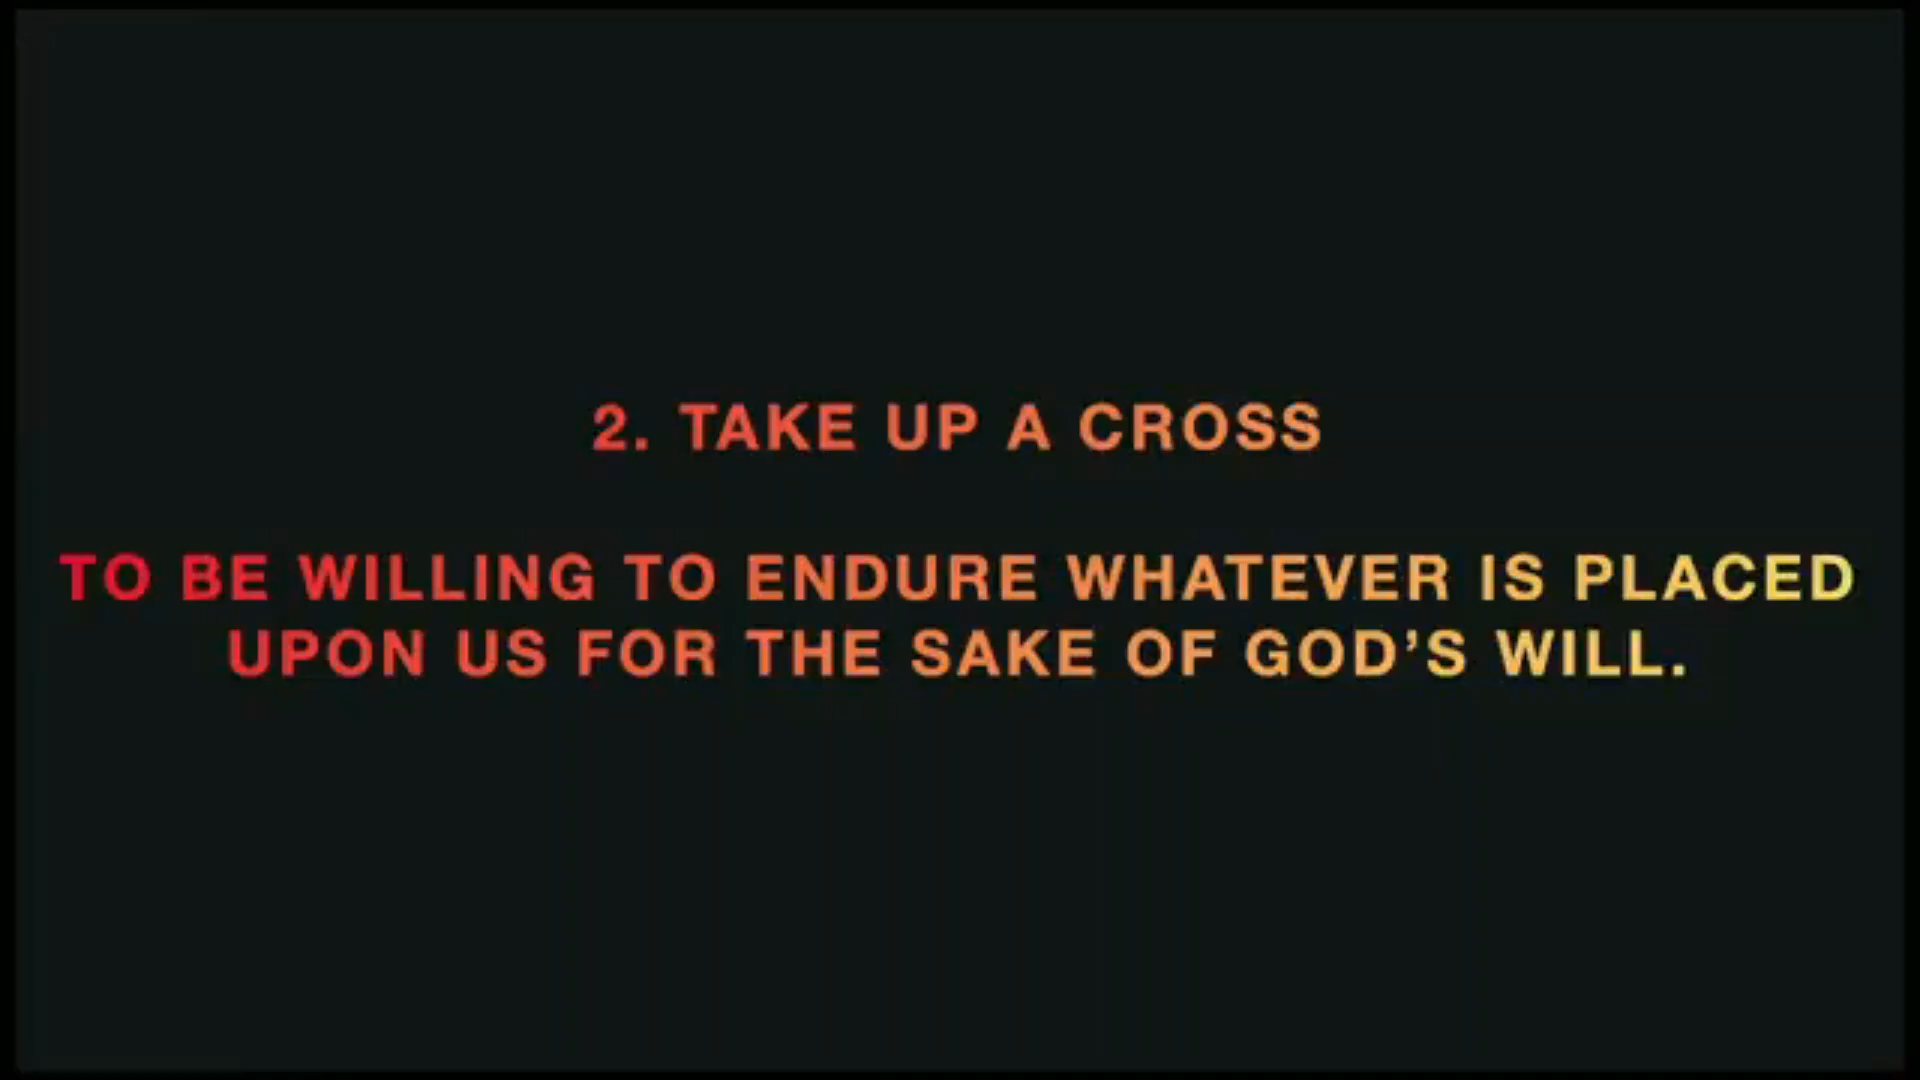 2. TAKE UP A CROSS
TO BE WILLING TO ENDURE WHATEVER IS PLACED
UPON US FOR THE SAKE OF GOD’S WILL.